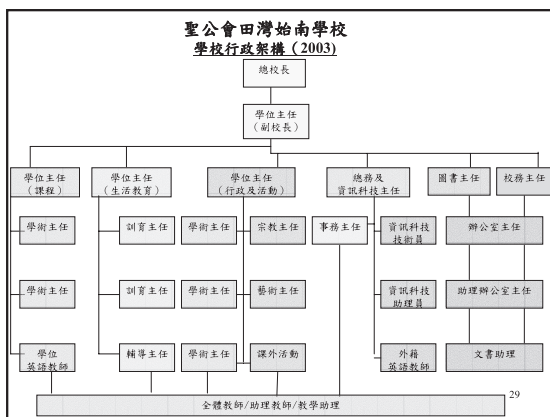 聖公會田灣始南學校
學校行政架構 (2003)
總校長
學位主任
（副校長）
學位主任
（課程）
學位主任
（生活教育）
學位主任
（行政及活動）
總務及
資訊科技主任
圖書主任
校務主任
學術主任
訓育主任
學術主任
宗教主任
事務主任
資訊科技
技術員
辦公室主任
學術主任
訓育主任
學術主任
藝術主任
資訊科技
助理員
助理辦公室主任
學位
英語教師
輔導主任
學術主任
課外活動
外籍
英語教師
文書助理
全體教師/助理教師/教學助理
29